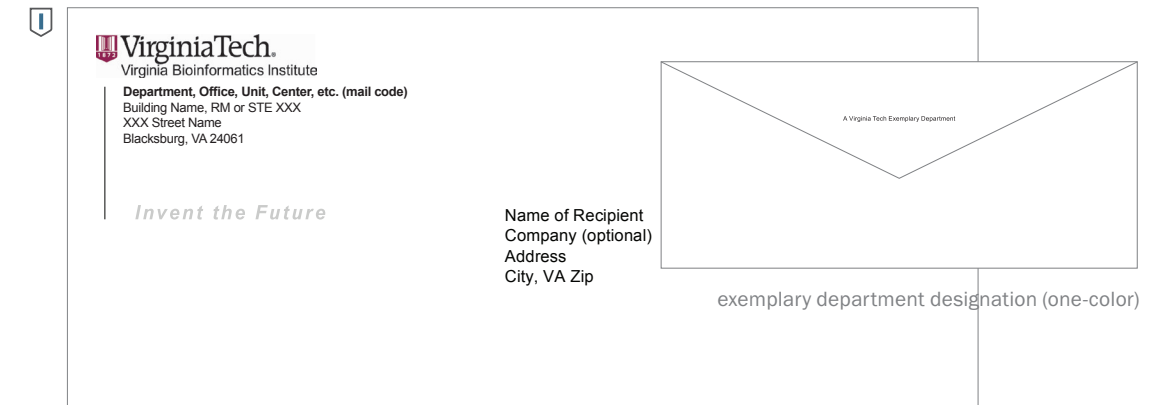 I
1872
VirginiaTech®
Virginia Bioinformatics Institute
Department, Office, Unit, Center, etc. (mail code)
Building Name, RM or STE XXX
XXX Street Name
Blacksburg, VA 24061
Invent the Future
Name of Recipient
Company (optional)
Address
City, VA Zip
A Virginia Tech Exemplary Department
exemplary department designation (one-color)